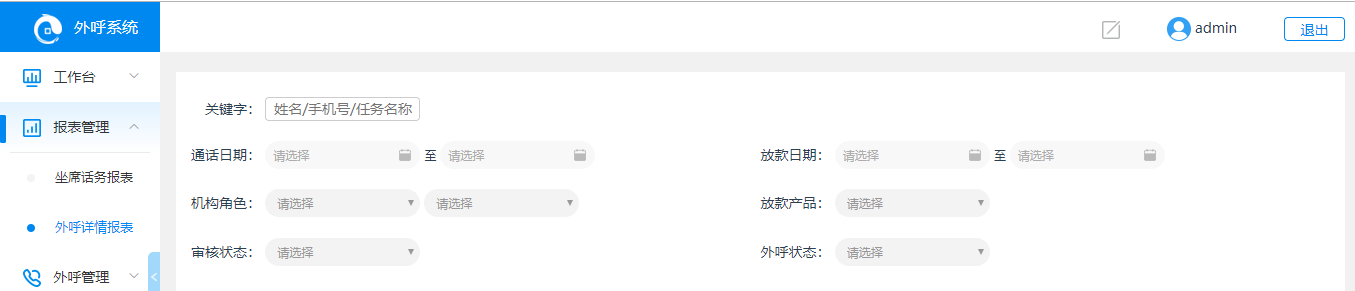 外呼系统
admin
退出
工作台
报表管理
坐席话务报表
外呼详情报表
外呼管理
<
关键字： 姓名/手机号/任务名称
通话日期： 请选择 至 请选择 放款日期： 请选择 至 请选择
机构角色： 请选择 请选择 放款产品： 请选择
审核状态： 请选择 外呼状态： 请选择